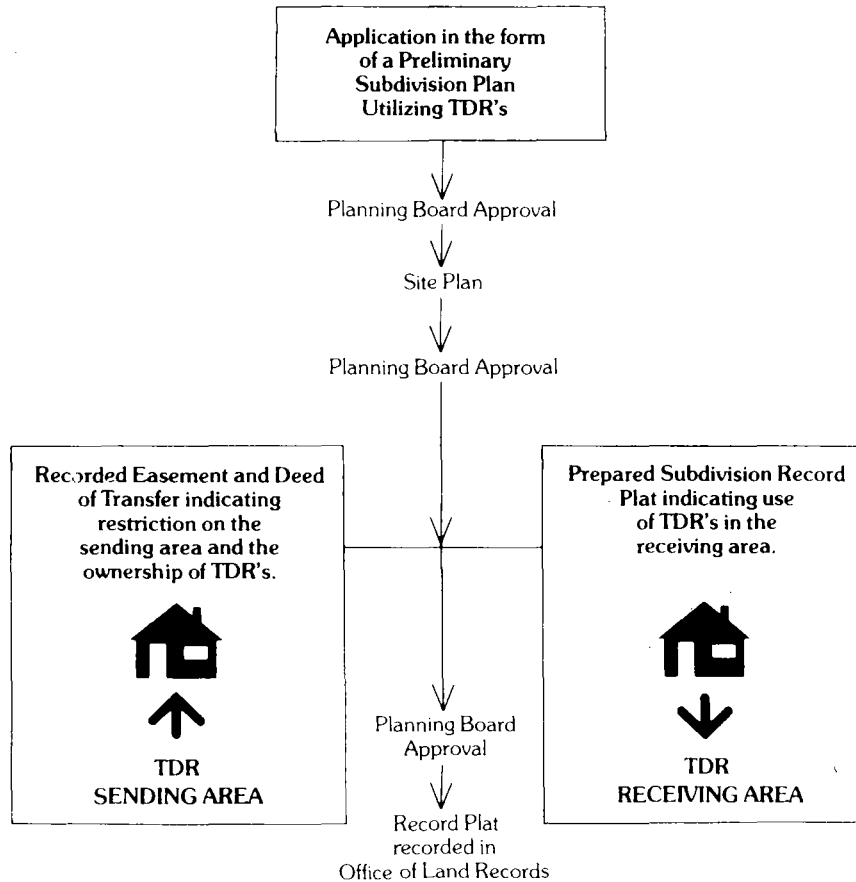 Application in the form
of a Preliminary
Subdivision Plan
Utilizing TDR's
Planning Board Approval
Site Plan
Planning Board Approval
Recorded Easement and Deed
of Transfer indicating
restriction on the
sending area and the
ownership of TDR's.
TDR
SENDING AREA
Prepared Subdivision Record
Plat indicating use
of TDR's in the
receiving area.
TDR
RECEIVING AREA
Planning Board
Approval
Record Plat
recorded in
Office of Land Records